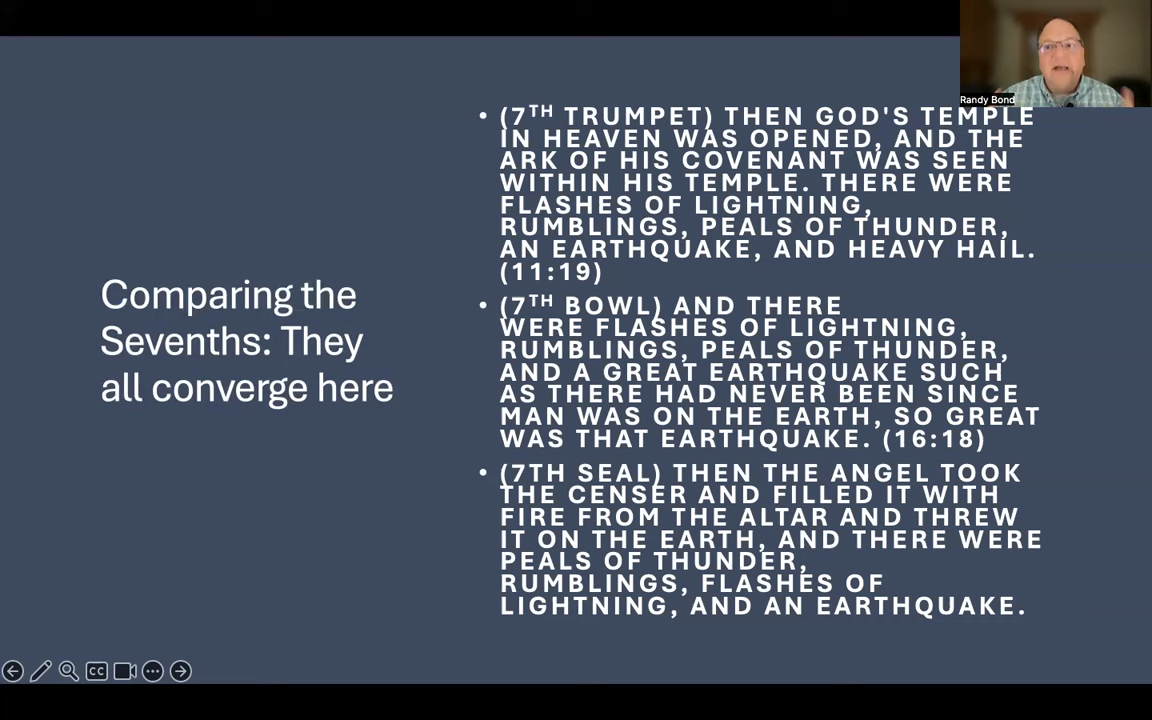 Randy Bond
Comparing the
Sevenths: They
all converge here
• (7TH TRUMPET) THEN GOD'S TEMPLE
IN HEAVEN WAS OPENED, AND THE
ARK OF HIS COVENANT WAS SEEN
WITHIN HIS TEMPLE. THERE WERE
FLASHES OF LIGHTNING,
RUMBLINGS, PEALS OF THUNDER,
AN EARTHQUAKE, AND HEAVY HAIL.
(11:19)
• (7TH BOWL) AND THERE
WERE FLASHES OF LIGHTNING,
RUMBLINGS, PEALS OF THUNDER,
AND A GREAT EARTHQUAKE SUCH
AS THERE HAD NEVER BEEN SINCE
MAN WAS ON THE EARTH, SO GREAT
WAS THAT EARTHQUAKE. (16:18)
• (7TH SEAL) THEN THE ANGEL TOOK
THE CENSER AND FILLED IT WITH
FIRE FROM THE ALTAR AND THREW
IT ON THE EARTH, AND THERE WERE
PEALS OF THUNDER,
RUMBLINGS, FLASHES OF
LIGHTNING, AND AN EARTHQUAKE.
CC